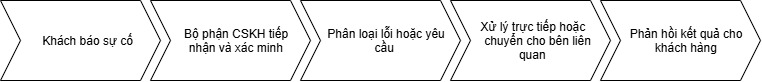 Khách báo sự cố
Bộ phận CSKH tiếp
nhận và xác minh
Phân loại lỗi hoặc yêu
cầu
Xử lý trực tiếp hoặc
chuyển cho bên liên
quan
Phản hồi kết quả cho
khách hàng